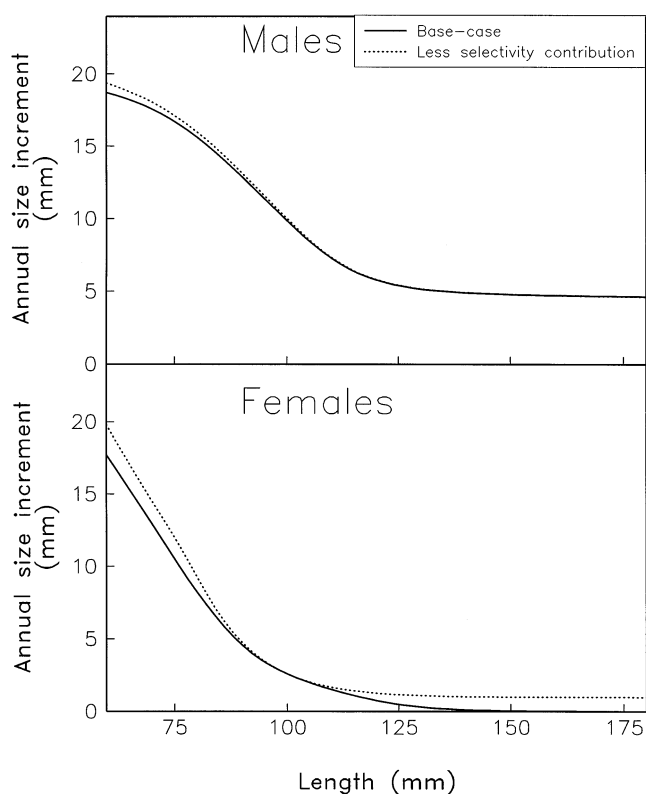 Males
Base-case
Less selectivity contribution
Annual size increment
(mm)
20
15
10
5
0
Females
Annual size increment
(mm)
20
15
10
5
0
75 100 125 150 175
Length (mm)